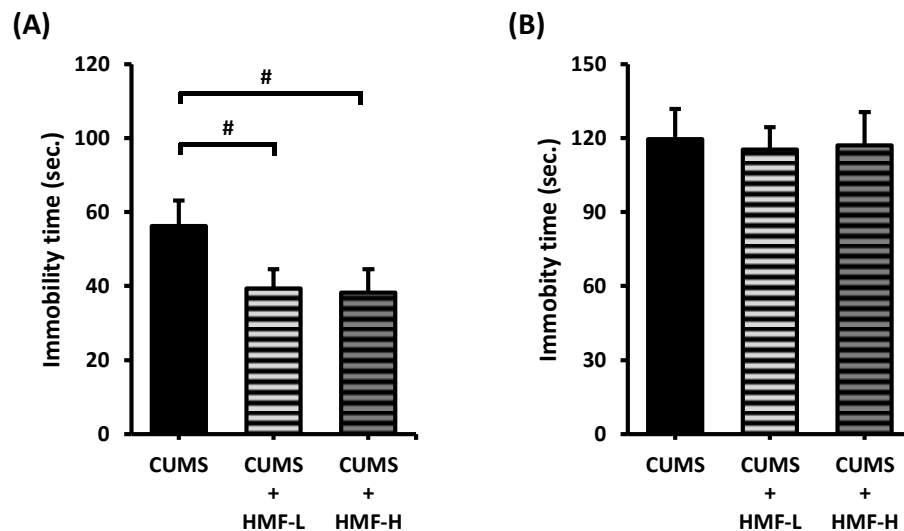 (A)
Immobility time (sec.)
120
100
60
40
20
0
#
#
CUMS
CUMS
+
HMF-L
CUMS
+
HMF-H
(B)
Immobity time (sec.)
150
120
90
60
30
0
CUMS
CUMS
+
HMF-L
CUMS
+
HMF-H